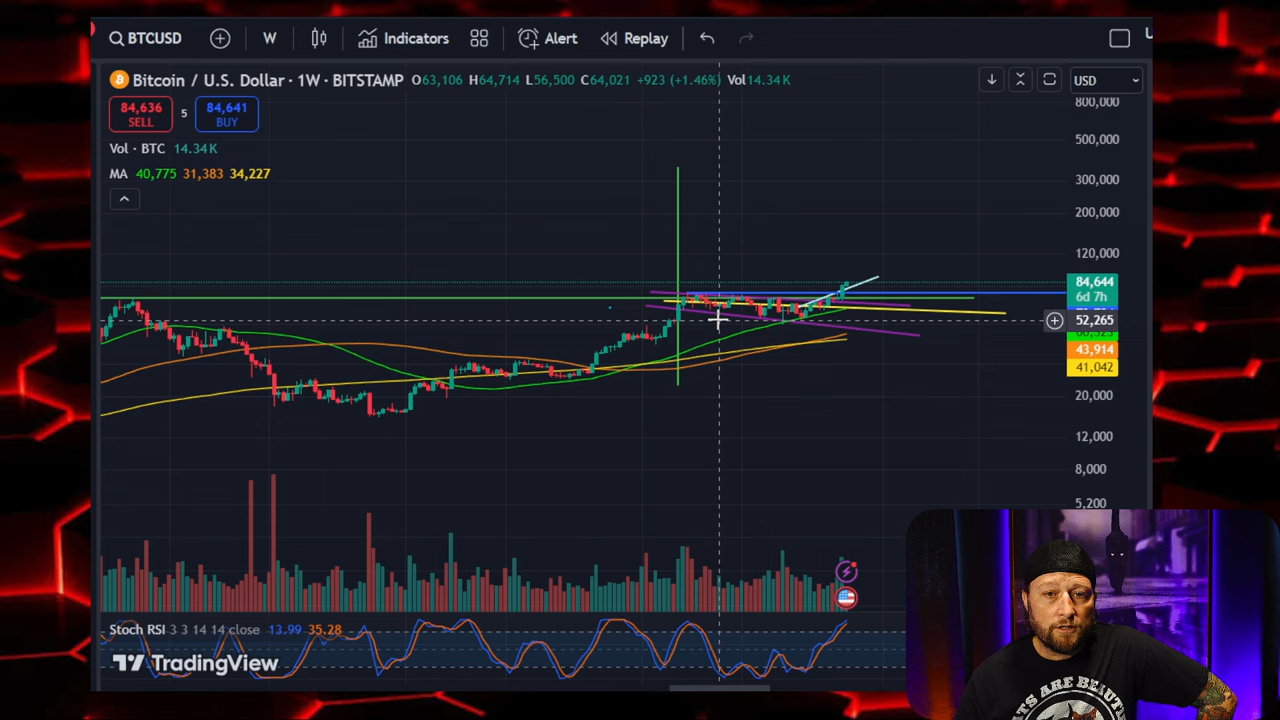 BTCUSD W Indicators Alert Replay U
Bitcoin / U.S. Dollar · 1W · BITSTAMP O63,106 H64,714 L56,500 C64,021 +923 (+1.46%) Vol14.34 K USD
84,636 SELL 5 84,641 BUY
Vol · BTC 14.34 K
MA 40,775 31,383 34,227
800,000
500,000
300,000
200,000
120,000
84,644
6d 7h
52,265
43,914
41,042
20,000
12,000
8,000
5,200
Stoch RSI 3 3 14 14 close 13.99 35.28
TradingView